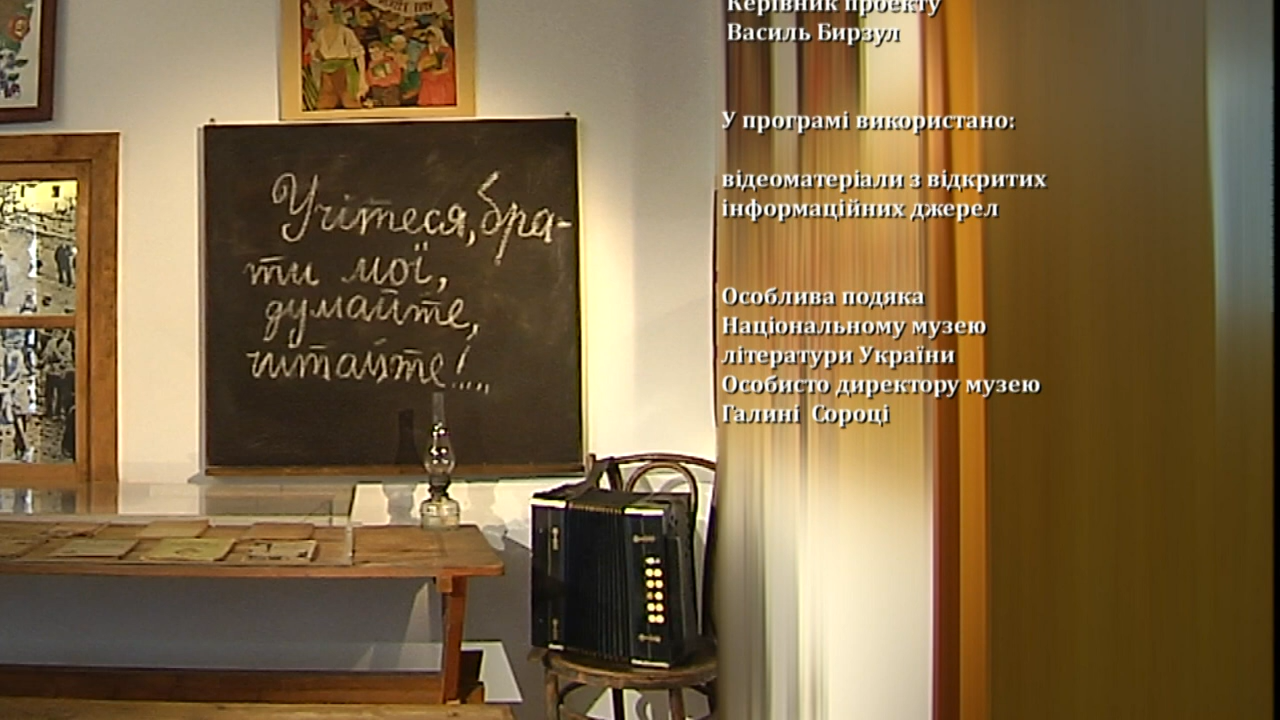 Учітеся, бра-
ти мої,
думайте,
читайте!...
Керівник проекту
Василь Бирзул
У програмі використано:
відеоматеріали з відкритих
інформаційних джерел
Особлива подяка
Національному музею
літератури України
Особисто директору музею
Галині Сороці